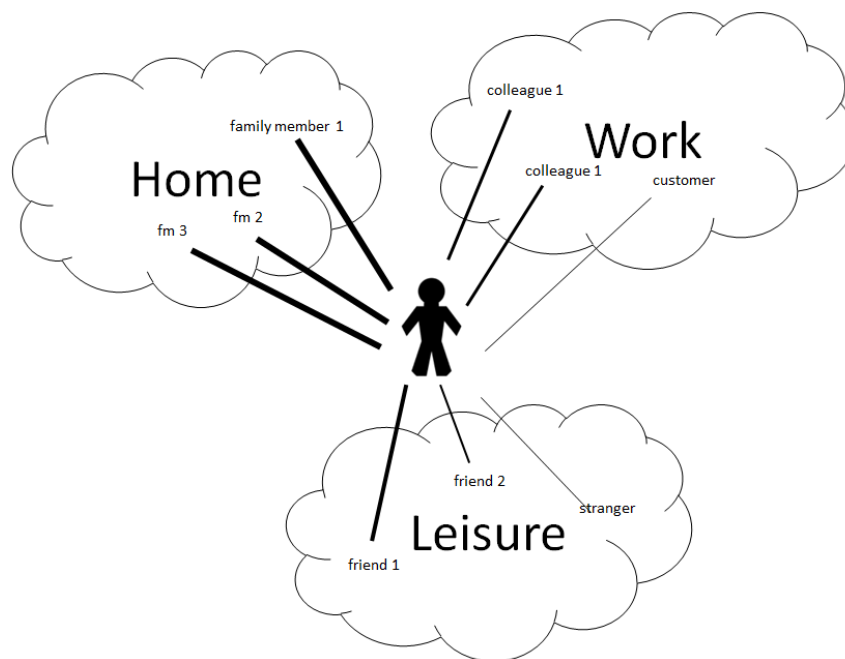 family member 1
Home
fm 2
fm 3
colleague 1
Work
colleague 1
customer
friend 2
stranger
Leisure
friend 1